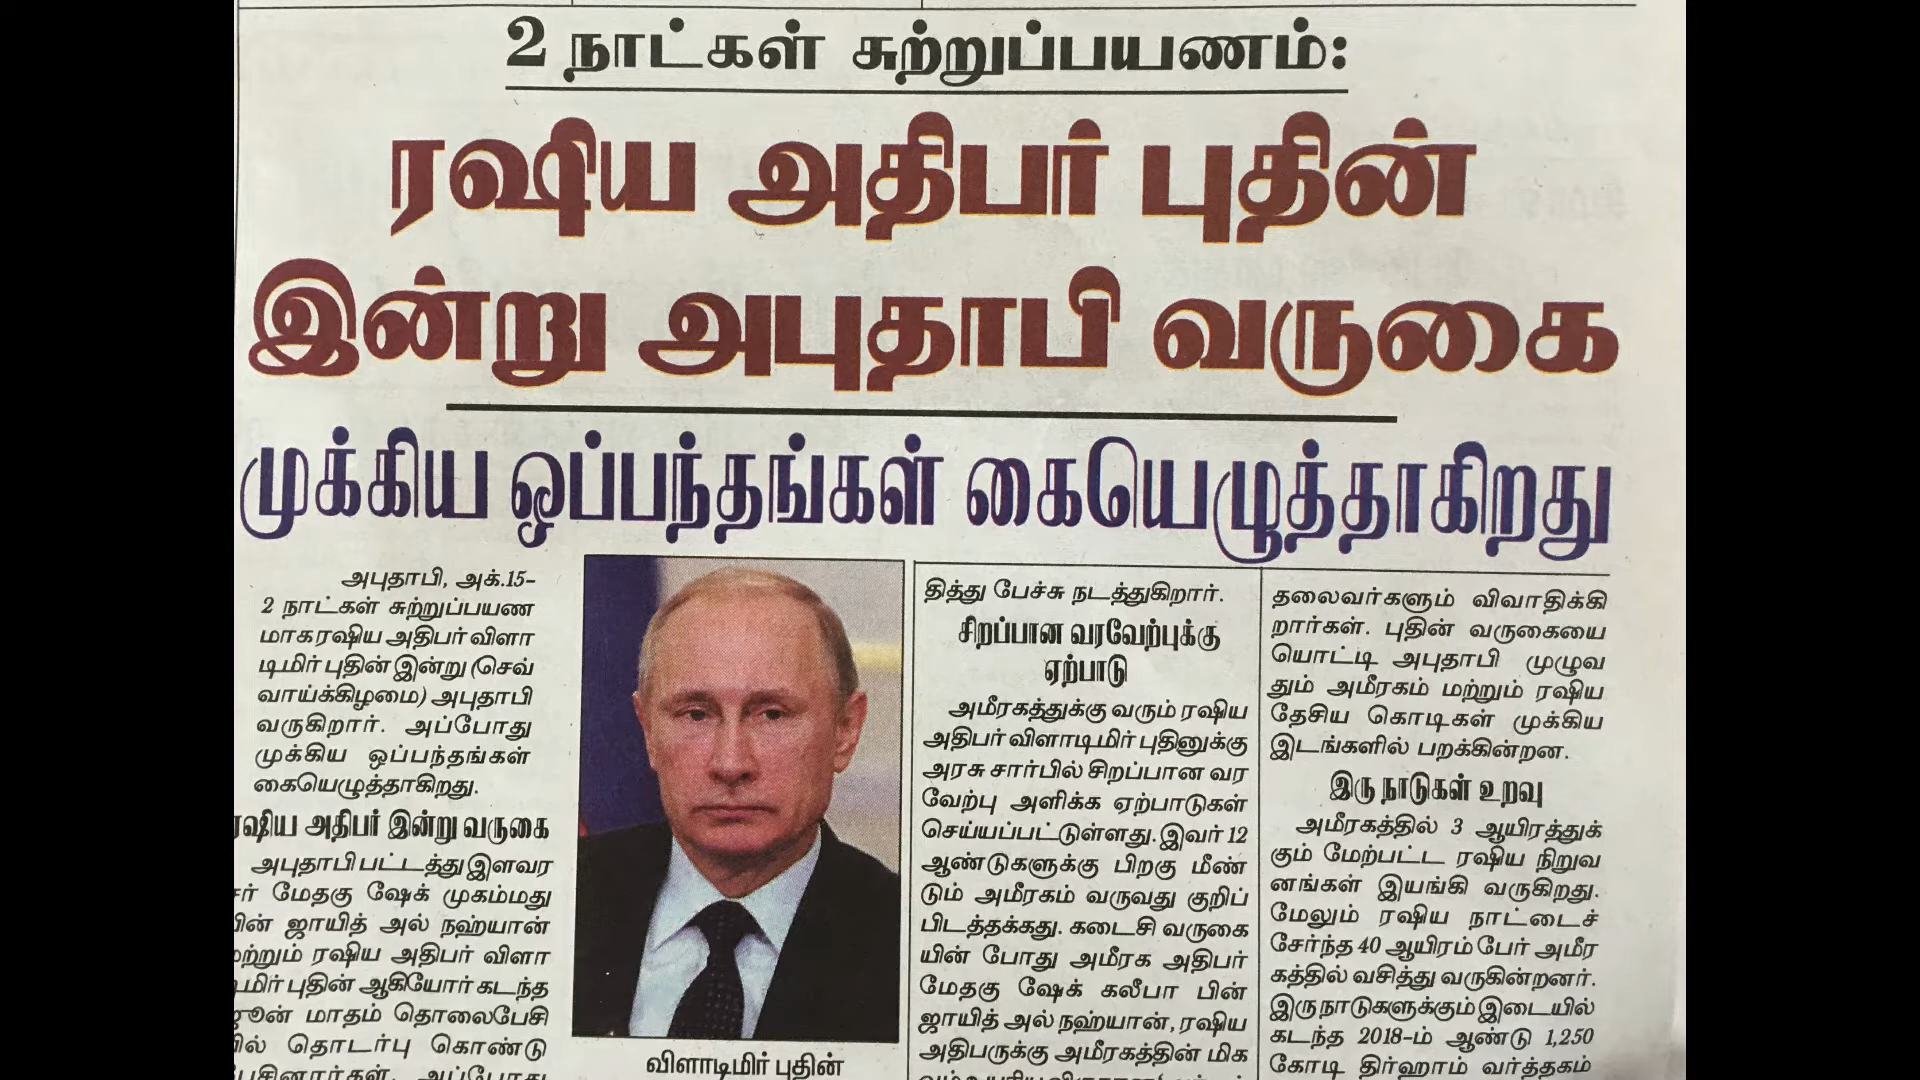 2 நாட்கள் சுற்றுப்பயணம்:
ரஷிய அதிபர் புதின்
இன்று அபுதாபி வருகை
முக்கிய ஒப்பந்தங்கள் கையெழுத்தாகிறது
அபுதாபி, அக்.15-
2 நாட்கள் சுற்றுப்பயண
மாகரஷிய அதிபர் விளா
டிமிர் புதின் இன்று (செவ்
வாய்க்கிழமை) அபுதாபி
வருகிறார். அப்போது
முக்கிய ஒப்பந்தங்கள்
கையெழுத்தாகிறது.
ரஷிய அதிபர் இன்று வருகை
அபுதாபி பட்டத்து இளவர
சர் மேதகு ஷேக் முகம்மது
பின் ஜாயித் அல் நஹ்யான்
மற்றும் ரஷிய அதிபர் விளா
டிமிர் புதின் ஆகியோர் கடந்த
ஜூன் மாதம் தொலைபேசி
யில் தொடர்பு கொண்டு
பேசினார்கள். அப்போது
விளாடிமிர் புதின்
தித்து பேச்சு நடத்துகிறார்.
சிறப்பான வரவேற்புக்கு
ஏற்பாடு
அமீரகத்துக்கு வரும் ரஷிய
அதிபர் விளாடிமிர் புதினுக்கு
அரசு சார்பில் சிறப்பான வர
வேற்பு அளிக்க ஏற்பாடுகள்
செய்யப்பட்டுள்ளது. இவர் 12
ஆண்டுகளுக்கு பிறகு மீண்
டும் அமீரகம் வருவது குறிப்
பிடத்தக்கது. கடைசி வருகை
யின் போது அமீரக அதிபர்
மேதகு ஷேக் கலீபா பின்
ஜாயித் அல் நஹ்யான், ரஷிய
அதிபருக்கு அமீரகத்தின் மிக
தலைவர்களும் விவாதிக்கி
றார்கள். புதின் வருகையை
யொட்டி அபுதாபி முழுவ
தும் அமீரகம் மற்றும் ரஷிய
தேசிய கொடிகள் முக்கிய
இடங்களில் பறக்கின்றன.
இரு நாடுகள் உறவு
அமீரகத்தில் 3 ஆயிரத்துக்
கும் மேற்பட்ட ரஷிய நிறுவ
னங்கள் இயங்கி வருகிறது.
மேலும் ரஷிய நாட்டைச்
சேர்ந்த 40 ஆயிரம் பேர் அமீர
கத்தில் வசித்து வருகின்றனர்.
இருநாடுகளுக்கும் இடையில்
கடந்த 2018-ம் ஆண்டு 1,250
கோடி திர்ஹாம் வர்த்தகம்